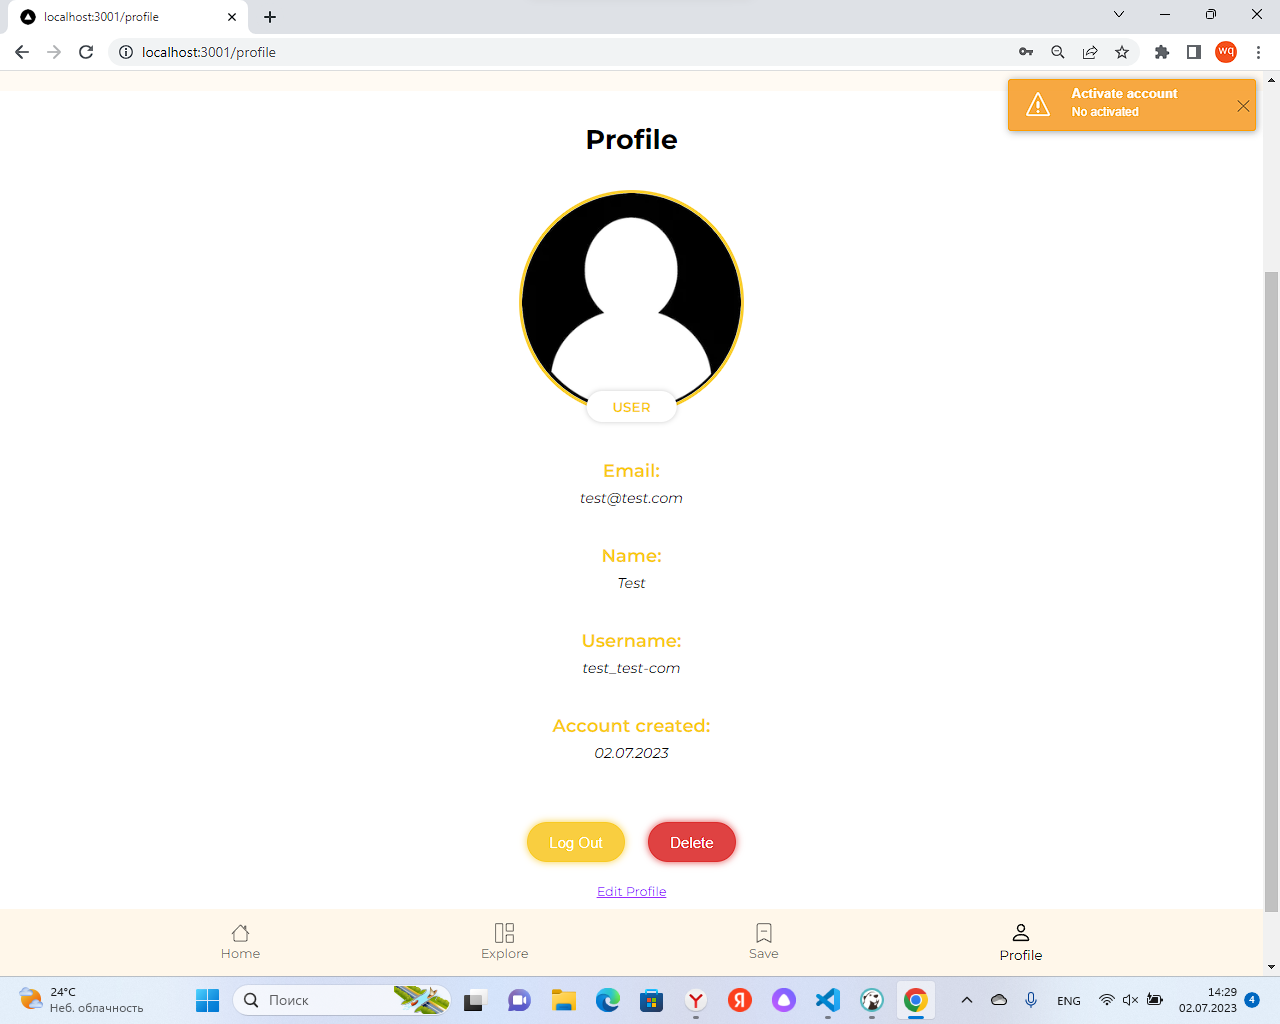 localhost:3001/profile
localhost:3001/profile
wq
Activate account
No activated
Profile
USER
Email:
test@test.com
Name:
Test
Username:
test_test-com
Account created:
02.07.2023
Log Out
Delete
Edit Profile
Home
Explore
Save
Profile
24°C
Неб. облачность
Поиск
Y
Я
ENG
14:29
02.07.2023
4